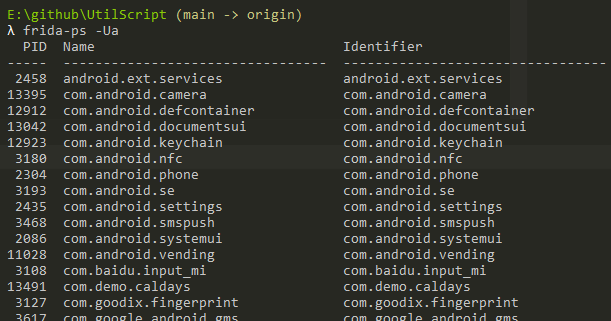 E:\github\UtilScript (main -> origin)
λ frida-ps -Ua
  PID  Name                               Identifier
-----  ---------------------------------  ---------------------------------
 2458  android.ext.services               android.ext.services
13395  com.android.camera                 com.android.camera
12912  com.android.defcontainer           com.android.defcontainer
13042  com.android.documentsui            com.android.documentsui
12923  com.android.keychain               com.android.keychain
 3180  com.android.nfc                    com.android.nfc
 2304  com.android.phone                  com.android.phone
 3193  com.android.se                     com.android.se
 2435  com.android.settings               com.android.settings
 3468  com.android.smspush                com.android.smspush
 2086  com.android.systemui               com.android.systemui
11028  com.android.vending                com.android.vending
 3108  com.baidu.input_mi                 com.baidu.input_mi
13491  com.demo.caldays                   com.demo.caldays
 3127  com.goodix.fingerprint             com.goodix.fingerprint
 3617  com.google.android.gms             com.google.android.gms